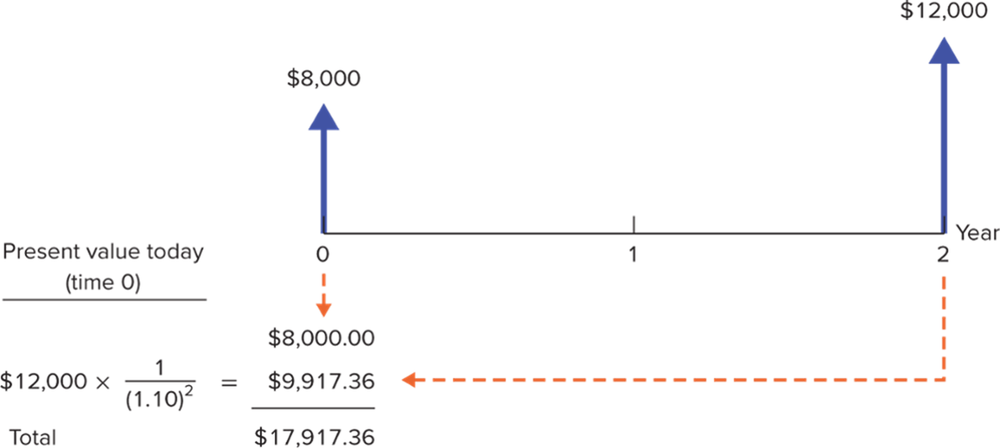 $12,000
$8,000
Year
0 1 2
Present value today
(time 0)
$8,000.00
$12,000 × 1/(1.10)² = $9,917.36
Total $17,917.36